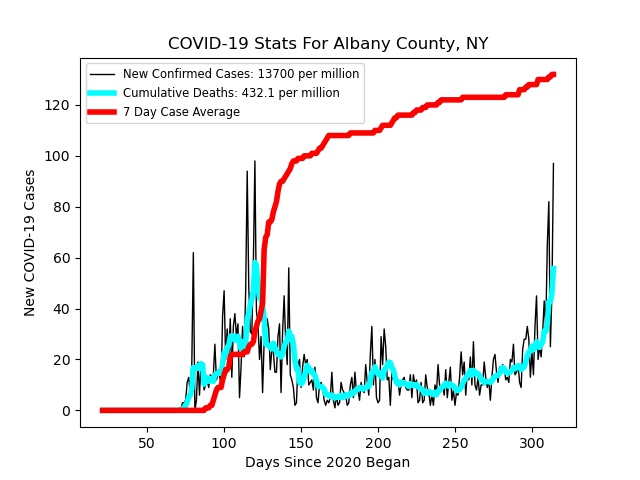 COVID-19 Stats For Albany County, NY
New Confirmed Cases: 13700 per million
Cumulative Deaths: 432.1 per million
7 Day Case Average
120
100
80
60
40
20
0
New COVID-19 Cases
50 100 150 200 250 300
Days Since 2020 Began